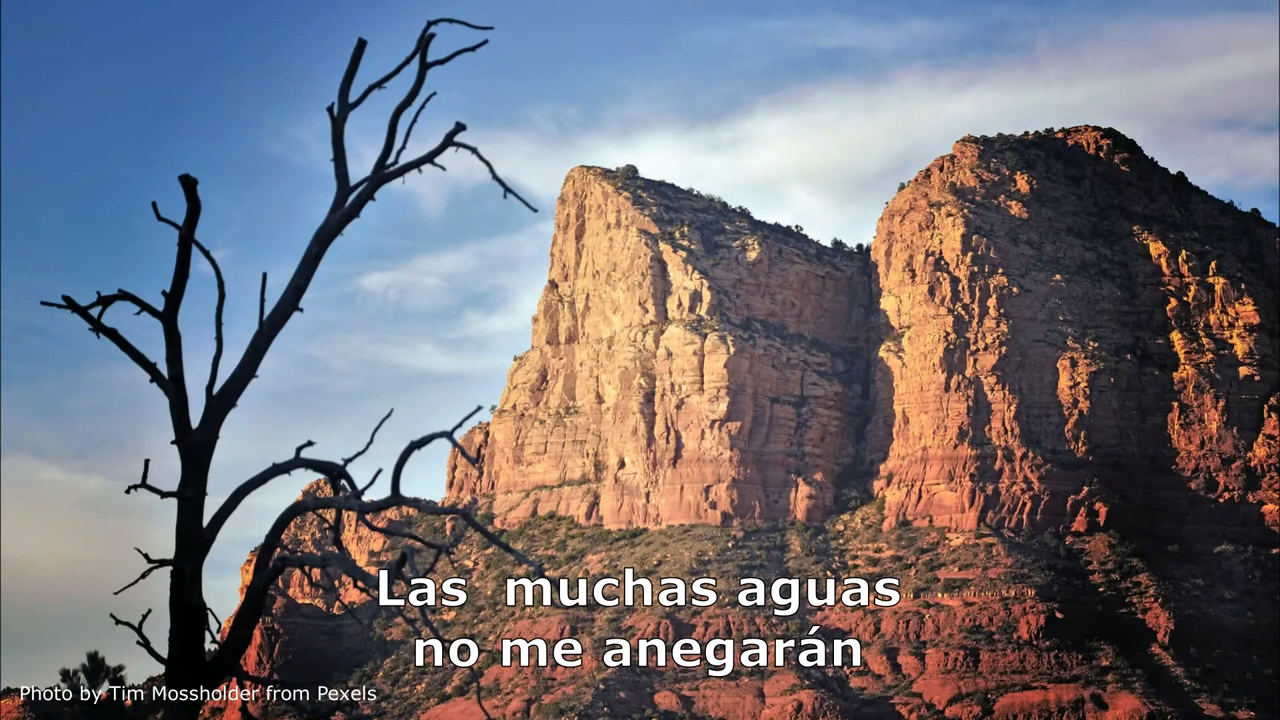 Las  muchas aguas
no me anegarán
Photo by Tim Mossholder from Pexels